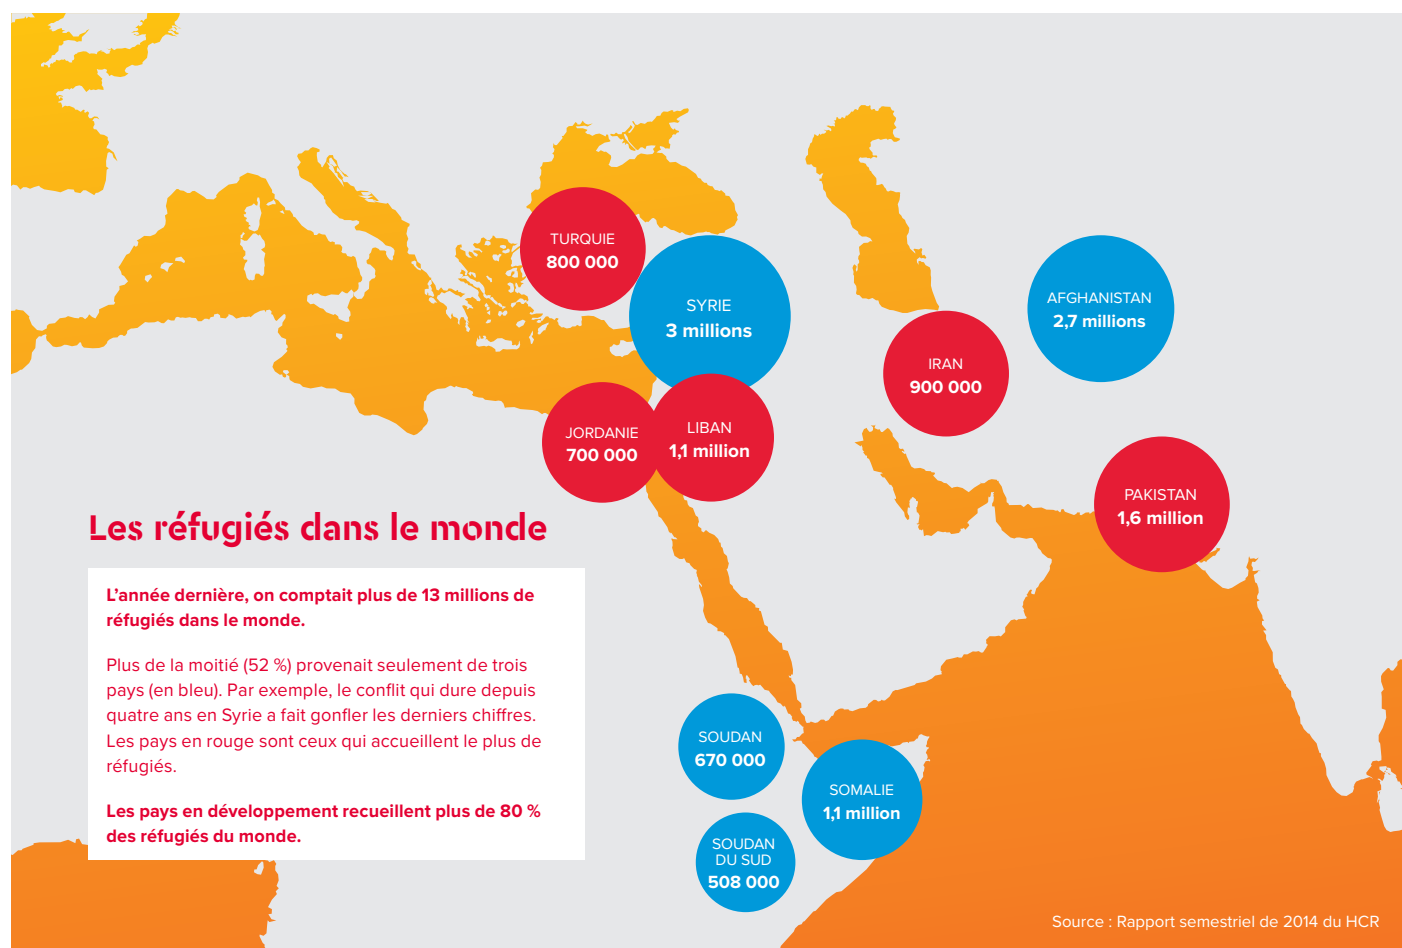 TURQUIE
800 000
SYRIE
3 millions
AFGHANISTAN
2,7 millions
IRAN
900 000
JORDANIE
700 000
LIBAN
1,1 million
PAKISTAN
1,6 million
Les réfugiés dans le monde
L’année dernière, on comptait plus de 13 millions de
réfugiés dans le monde.
Plus de la moitié (52 %) provenait seulement de trois
pays (en bleu). Par exemple, le conflit qui dure depuis
quatre ans en Syrie a fait gonfler les derniers chiffres.
Les pays en rouge sont ceux qui accueillent le plus de
réfugiés.
Les pays en développement recueillent plus de 80 %
des réfugiés du monde.
SOUDAN
670 000
SOMALIE
1,1 million
SOUDAN
DU SUD
508 000
Source : Rapport semestriel de 2014 du HCR